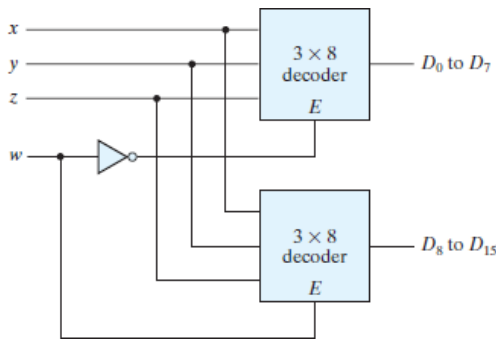 x
y
z
w
3 × 8
decoder
E
D₀ to D₇
3 × 8
decoder
E
D₈ to D₁₅